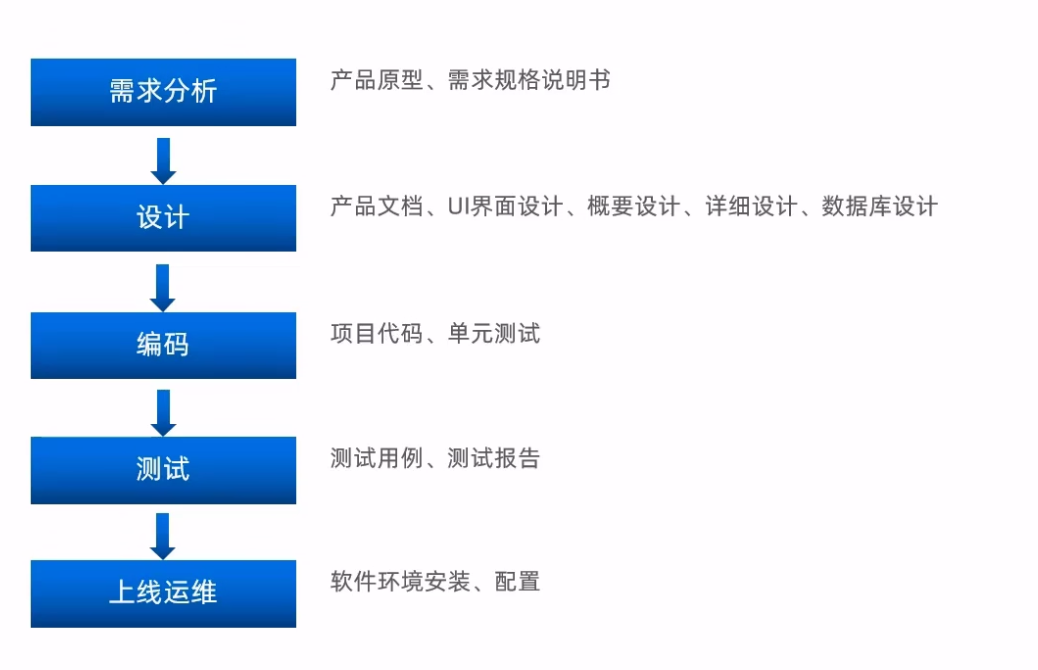 需求分析
产品原型、需求规格说明书
设计
产品文档、UI界面设计、概要设计、详细设计、数据库设计
编码
项目代码、单元测试
测试
测试用例、测试报告
上线运维
软件环境安装、配置